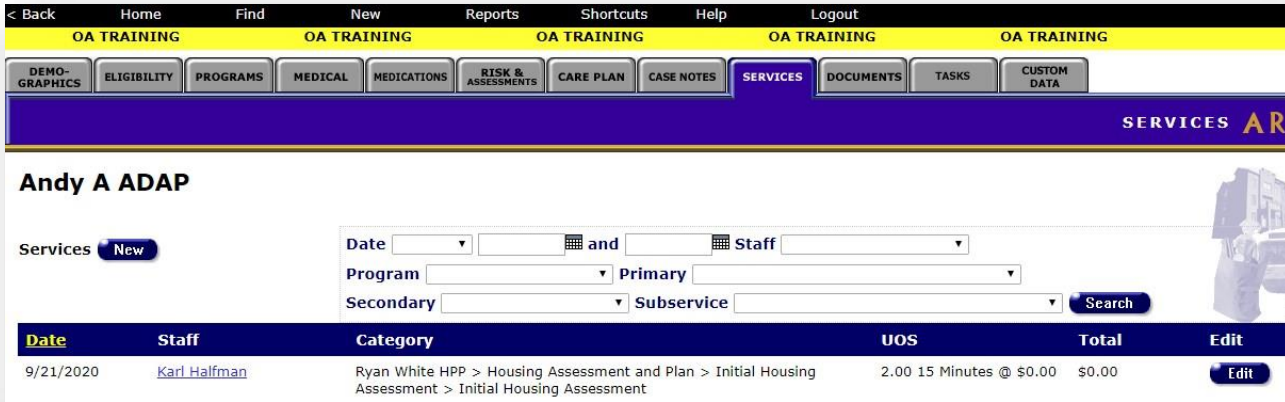 < Back Home Find New Reports Shortcuts Help Logout
OA TRAINING OA TRAINING OA TRAINING OA TRAINING OA TRAINING
DEMO-
GRAPHICS ELIGIBILITY PROGRAMS MEDICAL MEDICATIONS RISK &
ASSESSMENTS CARE PLAN CASE NOTES SERVICES DOCUMENTS TASKS CUSTOM
DATA
SERVICES AR
Andy A ADAP
Services New Date and Staff
Program Primary
Secondary Subservice Search
Date Staff Category UOS Total Edit
9/21/2020 Karl Halfman Ryan White HPP > Housing Assessment and Plan > Initial Housing 2.00 15 Minutes @ $0.00 $0.00 Edit
Assessment > Initial Housing Assessment